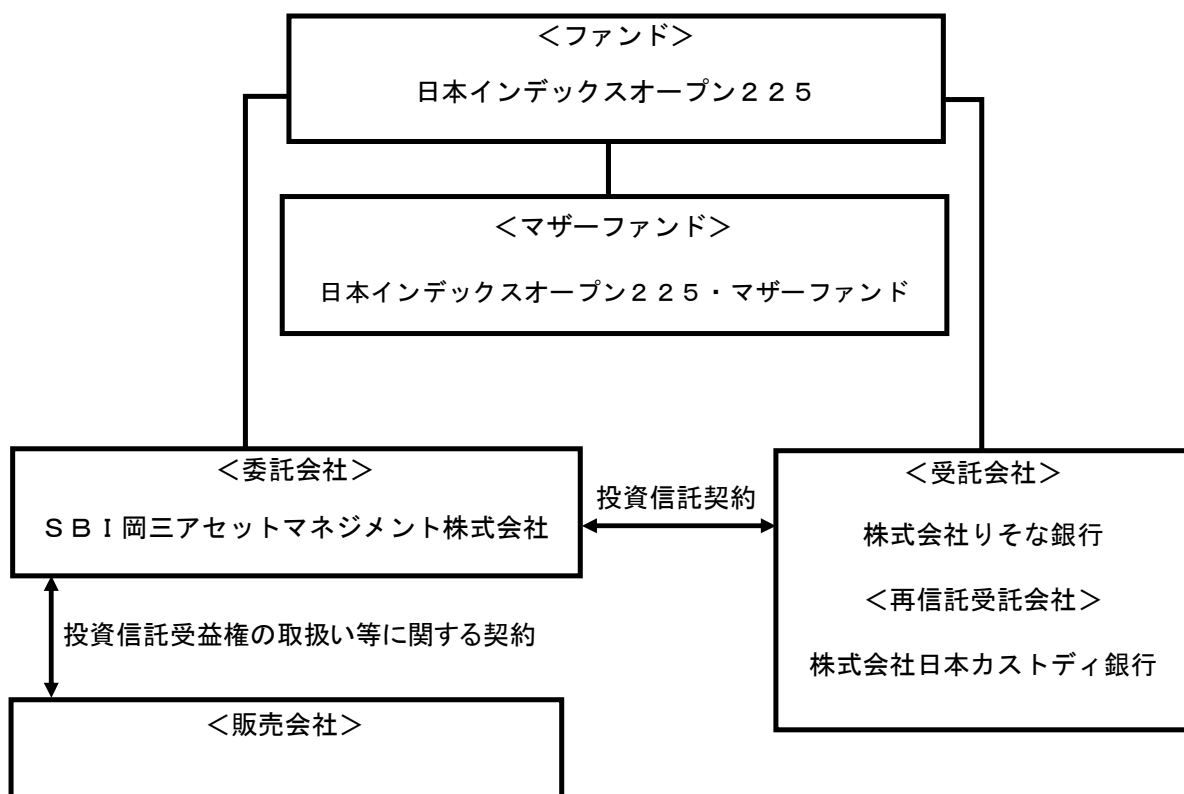 ＜ファンド＞
日本インデックスオープン２２５
＜マザーファンド＞
日本インデックスオープン２２５・マザーファンド
＜委託会社＞
ＳＢＩ岡三アセットマネジメント株式会社
投資信託契約
＜受託会社＞
株式会社りそな銀行
＜再信託受託会社＞
株式会社日本カストディ銀行
投資信託受益権の取扱い等に関する契約
＜販売会社＞